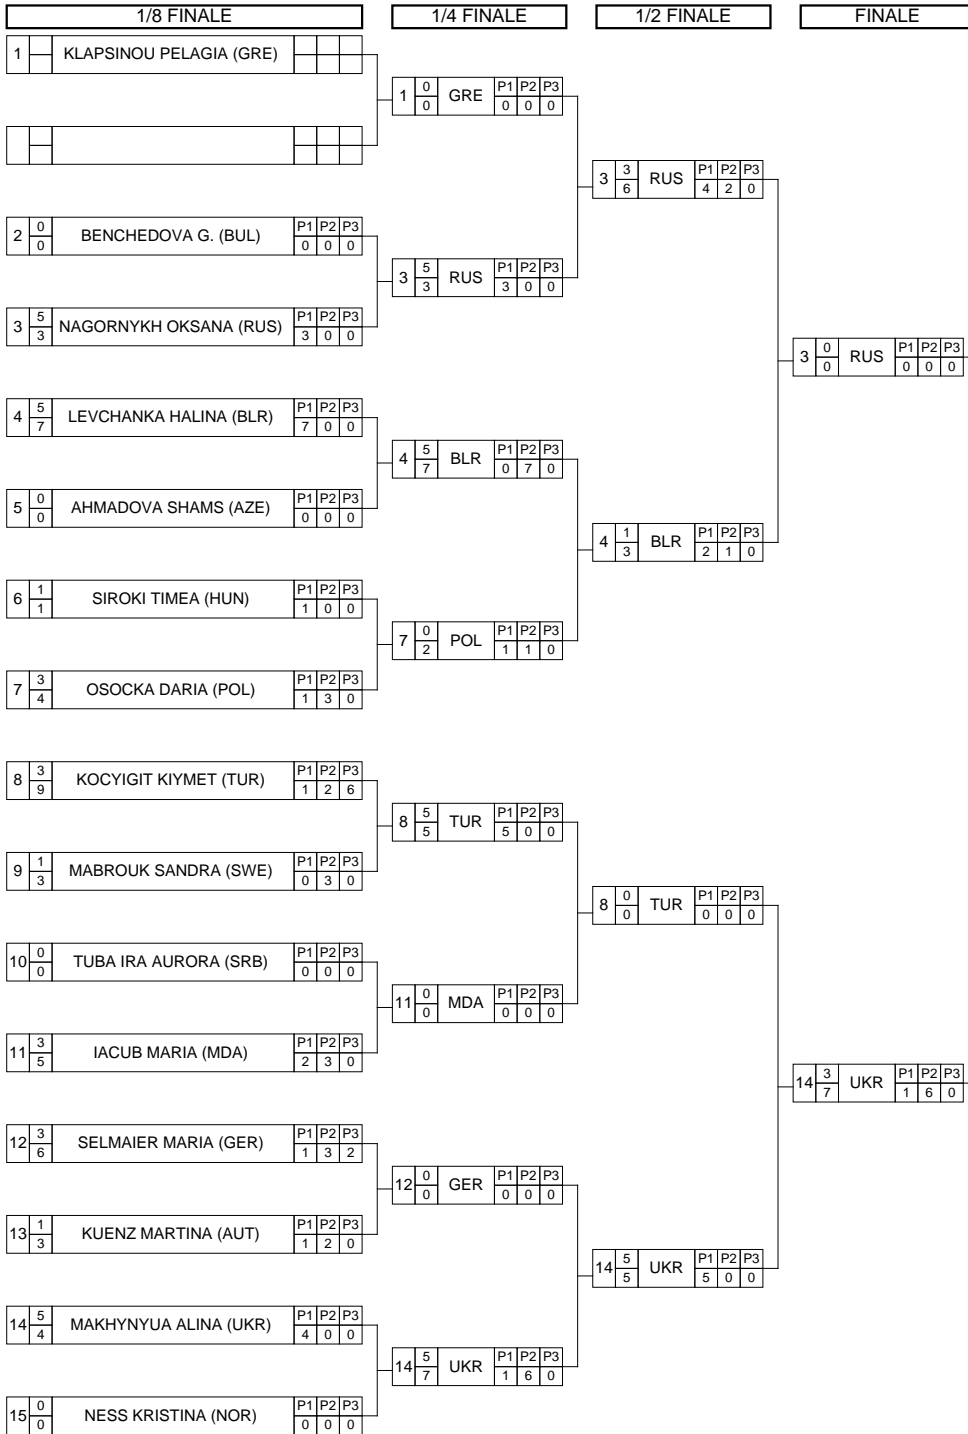 1/8 FINALE 1/4 FINALE 1/2 FINALE FINALE
1 KLAPSINOU PELAGIA (GRE)
1 0 0 GRE P1 P2 P3 0 0 0
3 3 6 RUS P1 P2 P3 4 2 0
2 0 0 BENCHEDOVA G. (BUL) P1 P2 P3 0 0 0
3 5 3 RUS P1 P2 P3 3 0 0
3 5 3 NAGORNYKH OKSANA (RUS) P1 P2 P3 3 0 0
3 0 0 RUS P1 P2 P3 0 0 0
4 5 7 LEVCHANKA HALINA (BLR) P1 P2 P3 7 0 0
4 5 7 BLR P1 P2 P3 0 7 0
5 0 0 AHMADOVA SHAMS (AZE) P1 P2 P3 0 0 0
4 1 3 BLR P1 P2 P3 2 1 0
6 1 1 SIROKI TIMEA (HUN) P1 P2 P3 1 0 0
7 0 2 POL P1 P2 P3 1 1 0
7 3 4 OSOCKA DARIA (POL) P1 P2 P3 1 3 0
8 3 9 KOCYIGIT KIYMET (TUR) P1 P2 P3 1 2 6
8 5 5 TUR P1 P2 P3 5 0 0
9 1 3 MABROUK SANDRA (SWE) P1 P2 P3 0 3 0
8 0 0 TUR P1 P2 P3 0 0 0
10 0 0 TUBA IRA AURORA (SRB) P1 P2 P3 0 0 0
11 0 0 MDA P1 P2 P3 0 0 0
11 3 5 IACUB MARIA (MDA) P1 P2 P3 2 3 0
14 3 7 UKR P1 P2 P3 1 6 0
12 3 6 SELMAIER MARIA (GER) P1 P2 P3 1 3 2
12 0 0 GER P1 P2 P3 0 0 0
13 1 3 KUENZ MARTINA (AUT) P1 P2 P3 1 2 0
14 5 5 UKR P1 P2 P3 5 0 0
14 5 4 MAKHYNYUA ALINA (UKR) P1 P2 P3 4 0 0
14 5 7 UKR P1 P2 P3 1 6 0
15 0 0 NESS KRISTINA (NOR) P1 P2 P3 0 0 0